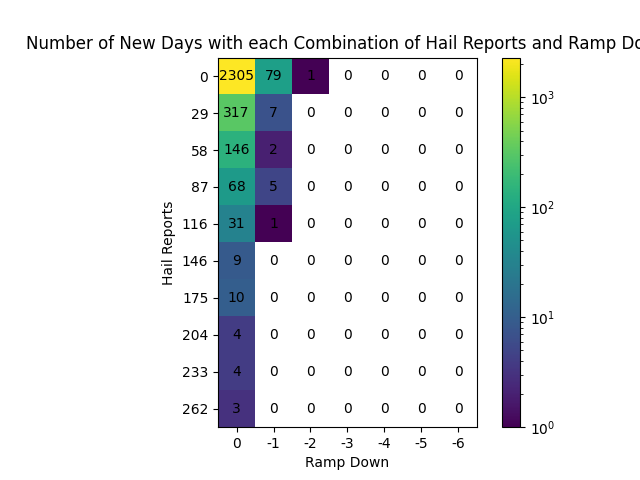 Number of New Days with each Combination of Hail Reports and Ramp Do
0 2305 79 1 0 0 0 0
29 317 7 0 0 0 0 0
58 146 2 0 0 0 0 0
87 68 5 0 0 0 0 0
116 31 1 0 0 0 0 0
146 9 0 0 0 0 0 0
175 10 0 0 0 0 0 0
204 4 0 0 0 0 0 0
233 4 0 0 0 0 0 0
262 3 0 0 0 0 0 0
0 -1 -2 -3 -4 -5 -6
Ramp Down
Hail Reports
10³
10²
10¹
10⁰